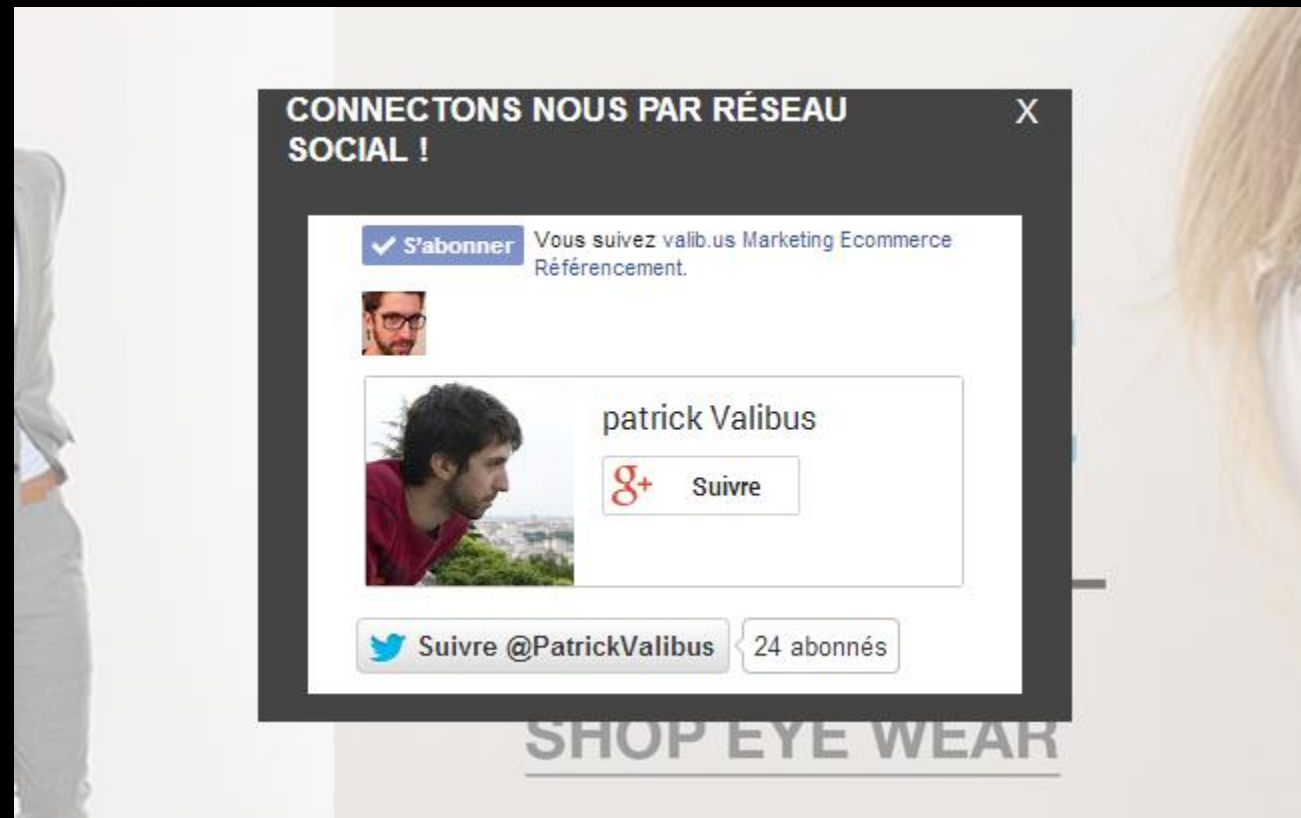 CONNECTONS NOUS PAR RÉSEAU
SOCIAL !
X
S'abonner
Vous suivez valib.us Marketing Ecommerce
Référencement.
patrick Valibus
g+ Suivre
Suivre @PatrickValibus
24 abonnés
SHOP EYE WEAR